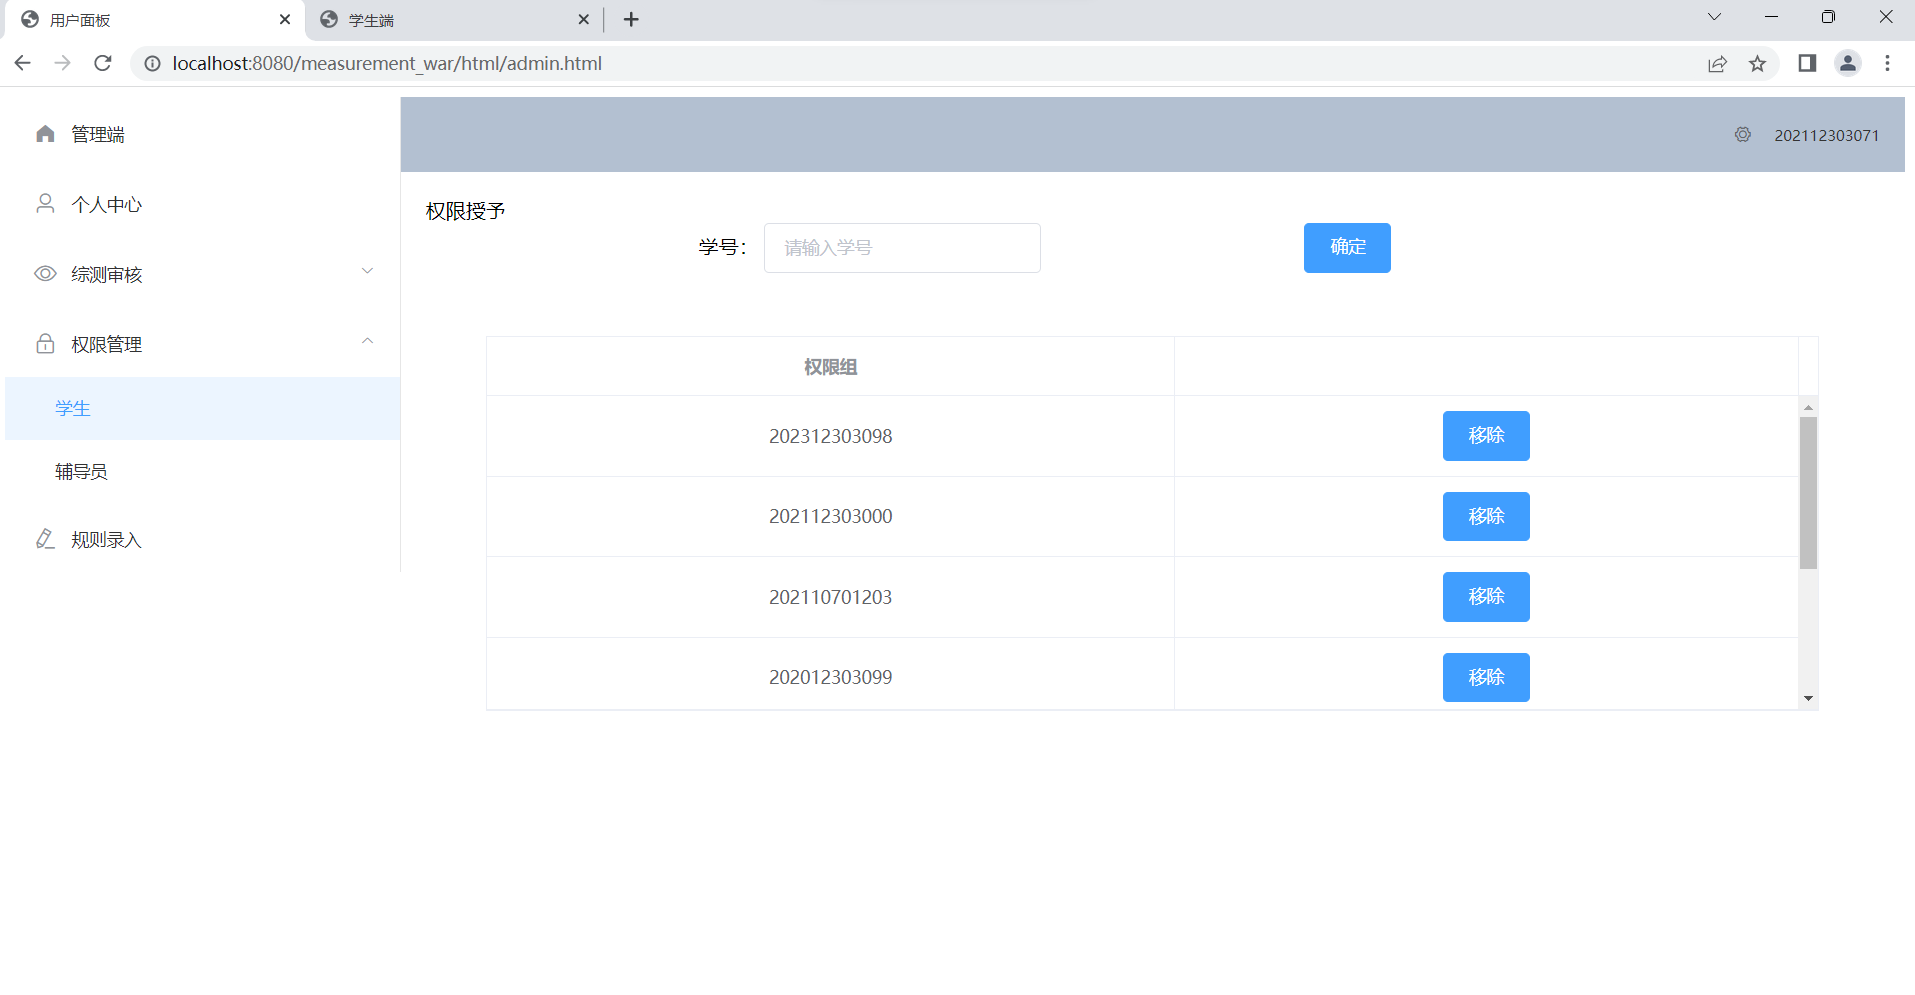 用户面板
学生端
localhost:8080/measurement_war/html/admin.html
管理端
个人中心
综测审核
权限管理
学生
辅导员
规则录入
202112303071
权限授予
学号：
请输入学号
确定
权限组
202312303098 移除
202112303000 移除
202110701203 移除
202012303099 移除